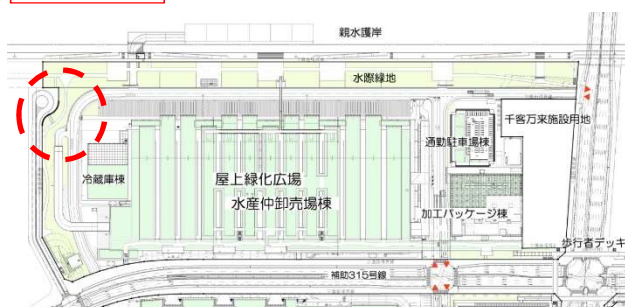 親水護岸
水際緑地
千客万来施設用地
通勤駐車場棟
冷蔵庫棟
屋上緑化広場
水産仲卸売場棟
加工パッケージ棟
歩行者デッキ
補助315号線